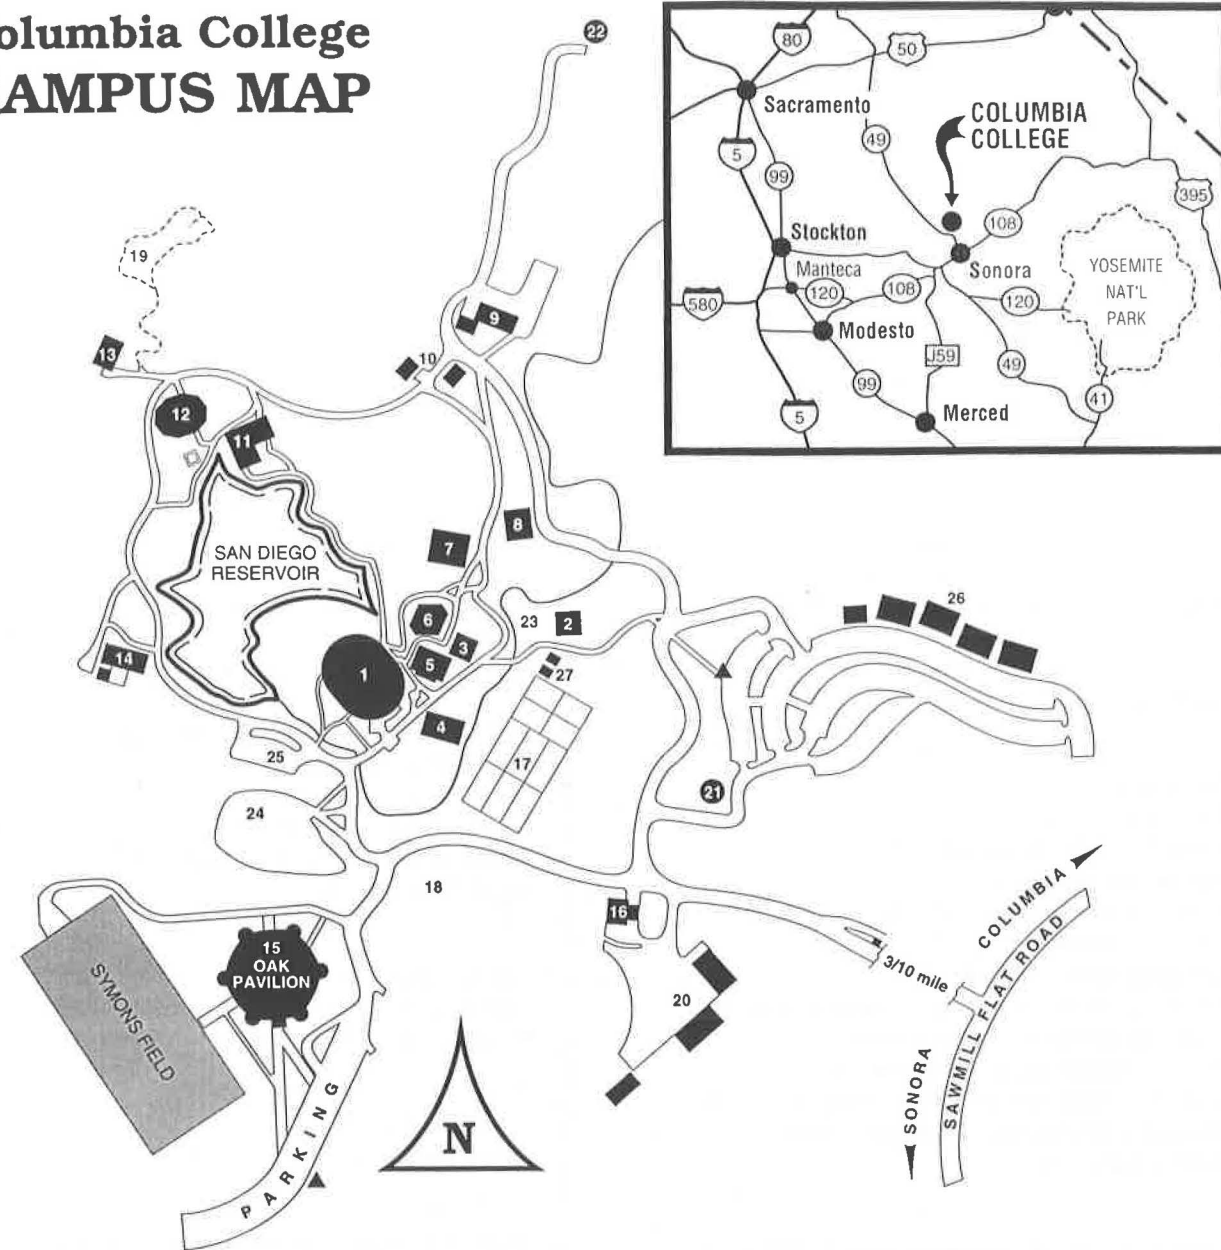 olumbia College
AMPUS MAP
22
80
50
Sacramento
COLUMBIA
COLLEGE
49
5
99
395
108
Stockton
Sonora
YOSEMITE
NAT'L
PARK
Manteca
120
108
120
580
Modesto
J59
49
99
41
5
Merced
19
9
13
10
12
11
8
7
SAN DIEGO
RESERVOIR
6
23
2
26
3
14
1
5
27
4
25
17
21
24
18
16
COLUMBIA
15
OAK
PAVILION
3/10 mile
SYMONS FIELD
20
SAWMILL FLAT ROAD
SONORA
PARKING
N